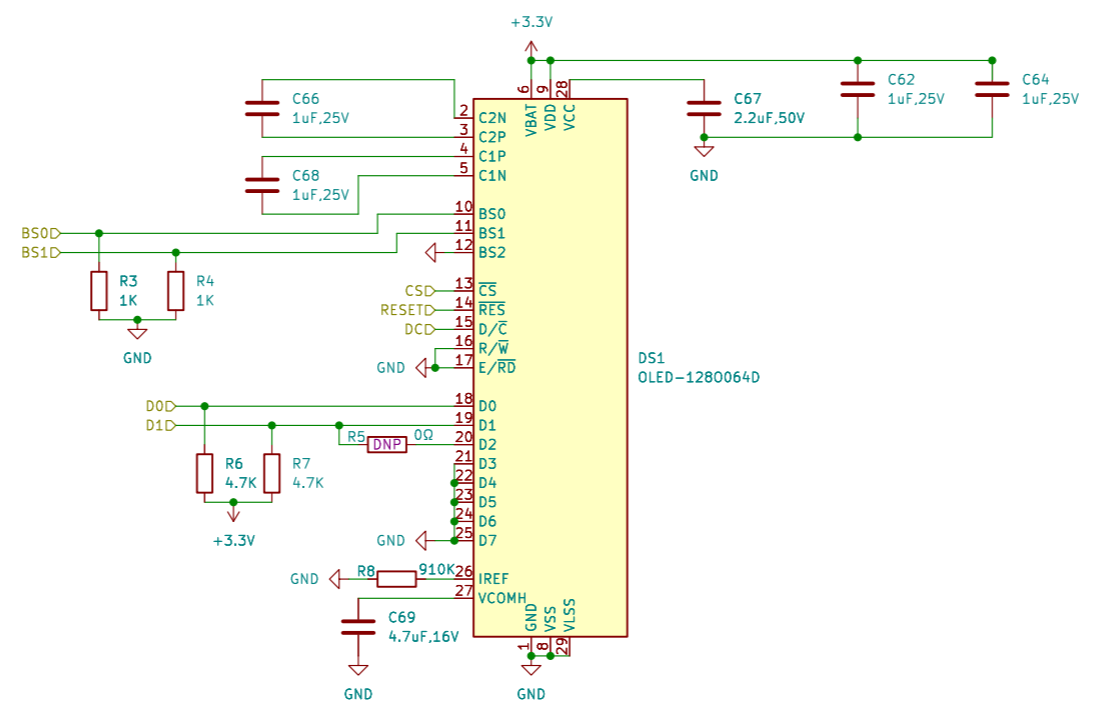 +3.3V
C66
1uF,25V
C67
2.2uF,50V
C62
1uF,25V
C64
1uF,25V
GND
6
9
28
VBAT
VDD
VCC
2
C2N
3
C2P
4
C1P
5
C1N
C68
1uF,25V
10
BS0
11
BS1
12
BS2
BS0
BS1
R3
1K
R4
1K
GND
CS
13
CS
RESET
14
RES
DC
15
D/C
16
R/W
GND
17
E/RD
DS1
OLED-128O064D
D0
18
D0
D1
19
D1
R5
DNP
0Ω
20
D2
21
D3
22
D4
23
D5
24
D6
GND
25
D7
R6
4.7K
R7
4.7K
+3.3V
GND
R8
910K
26
IREF
27
VCOMH
C69
4.7uF,16V
GND
GND
VSS
VLSS
1
8
29
GND